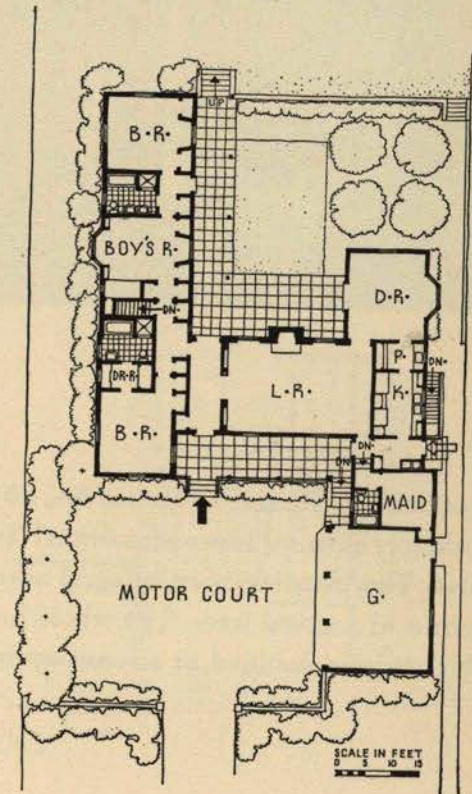 UP
B·R·
BOY'S R·
DN·
D·R·
P·
DN·
K·
L·R·
DR·R·
B·R·
DN·
DN·
MAID
MOTOR COURT
G·
SCALE IN FEET
0 5 10 15